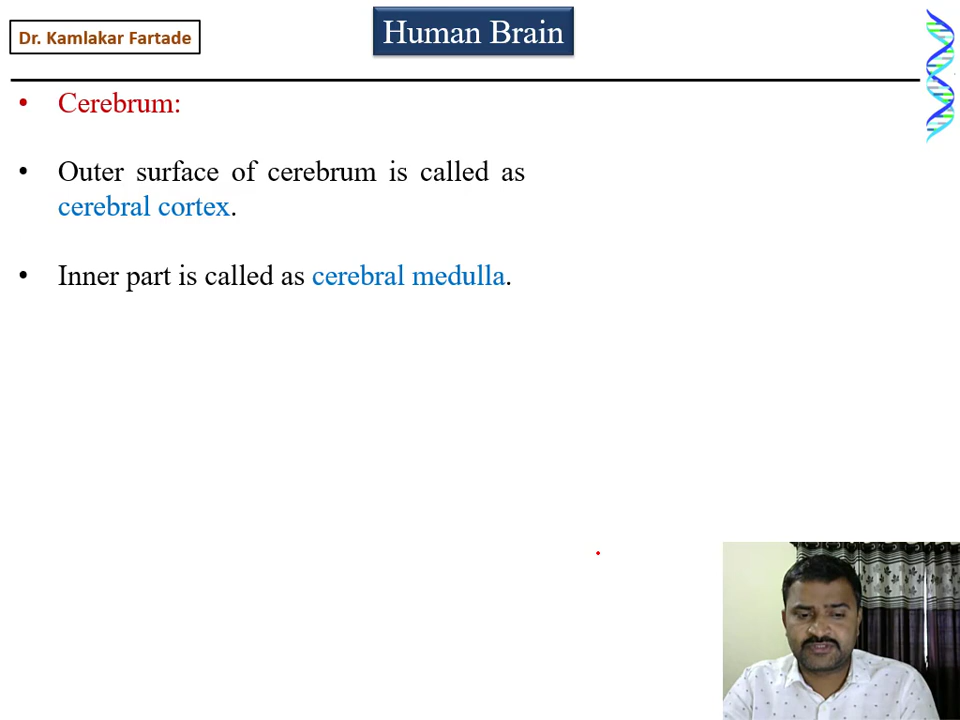 Dr. Kamlakar Fartade
Human Brain
• Cerebrum:
• Outer surface of cerebrum is called as
cerebral cortex.
• Inner part is called as cerebral medulla.